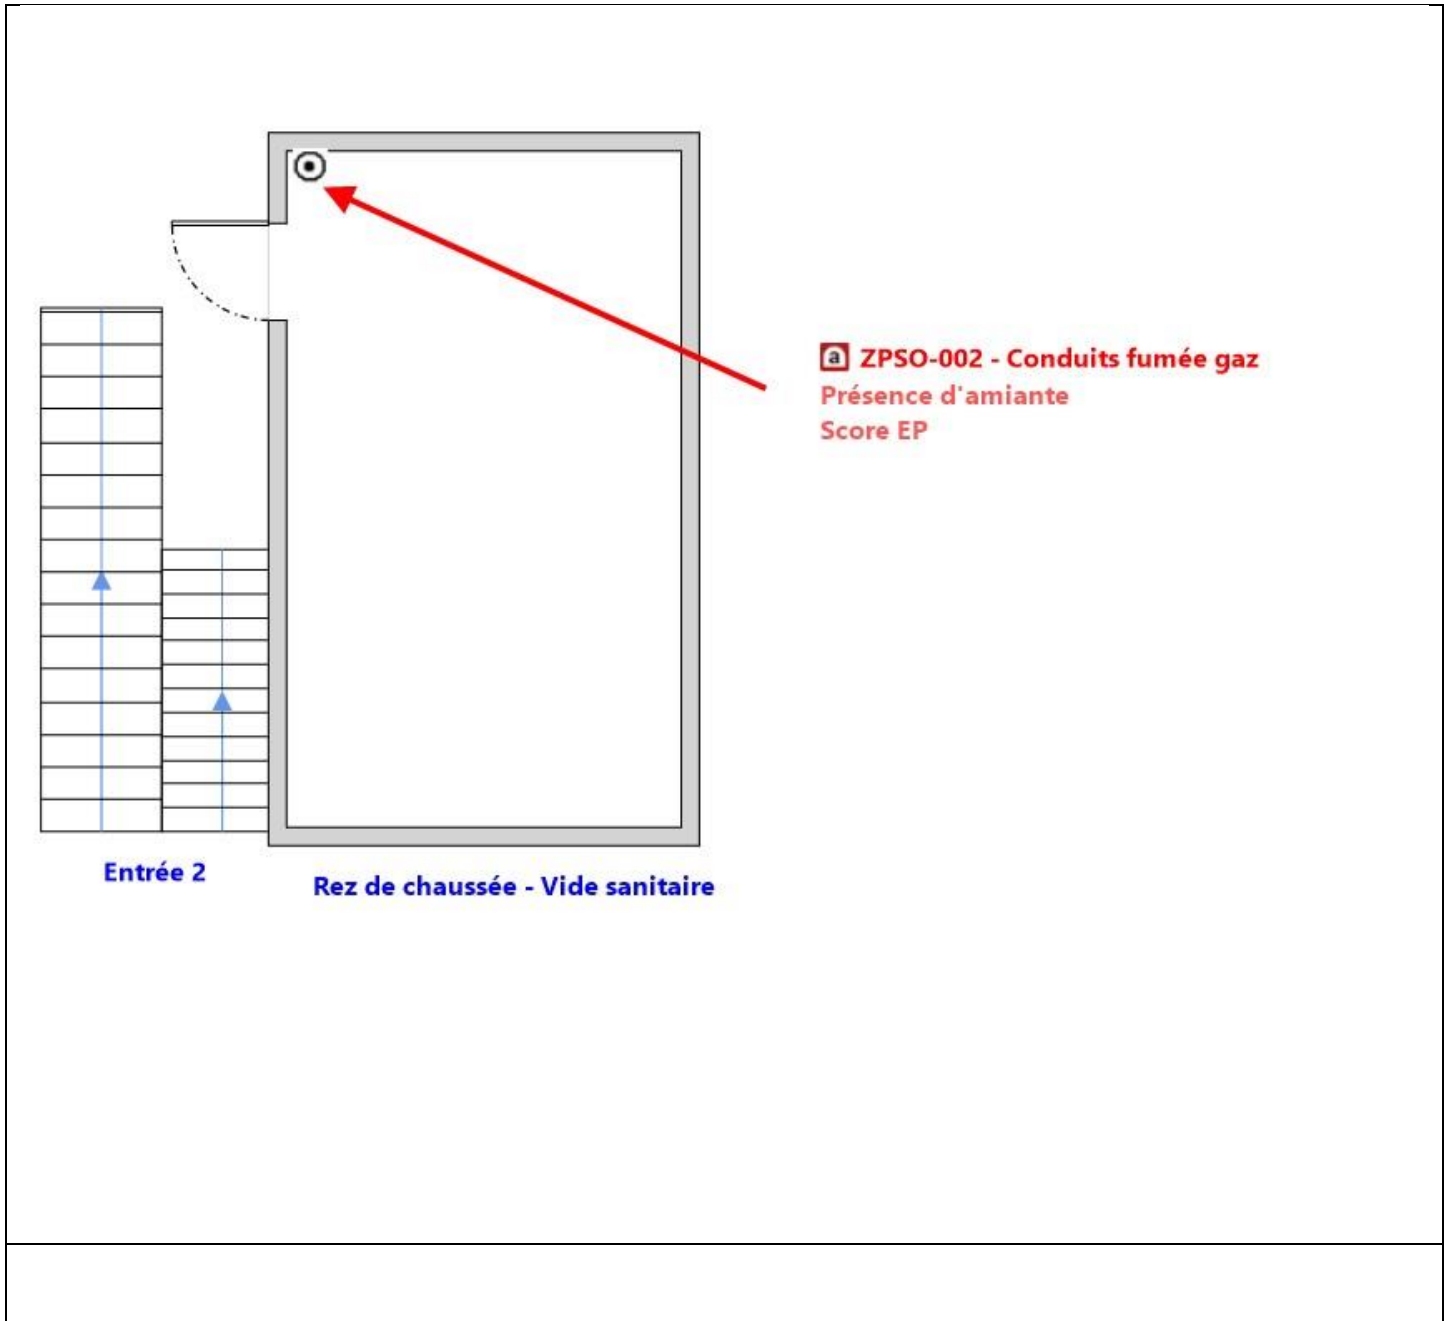 a ZPSO-002 - Conduits fumée gaz
Présence d'amiante
Score EP
Entrée 2
Rez de chaussée - Vide sanitaire